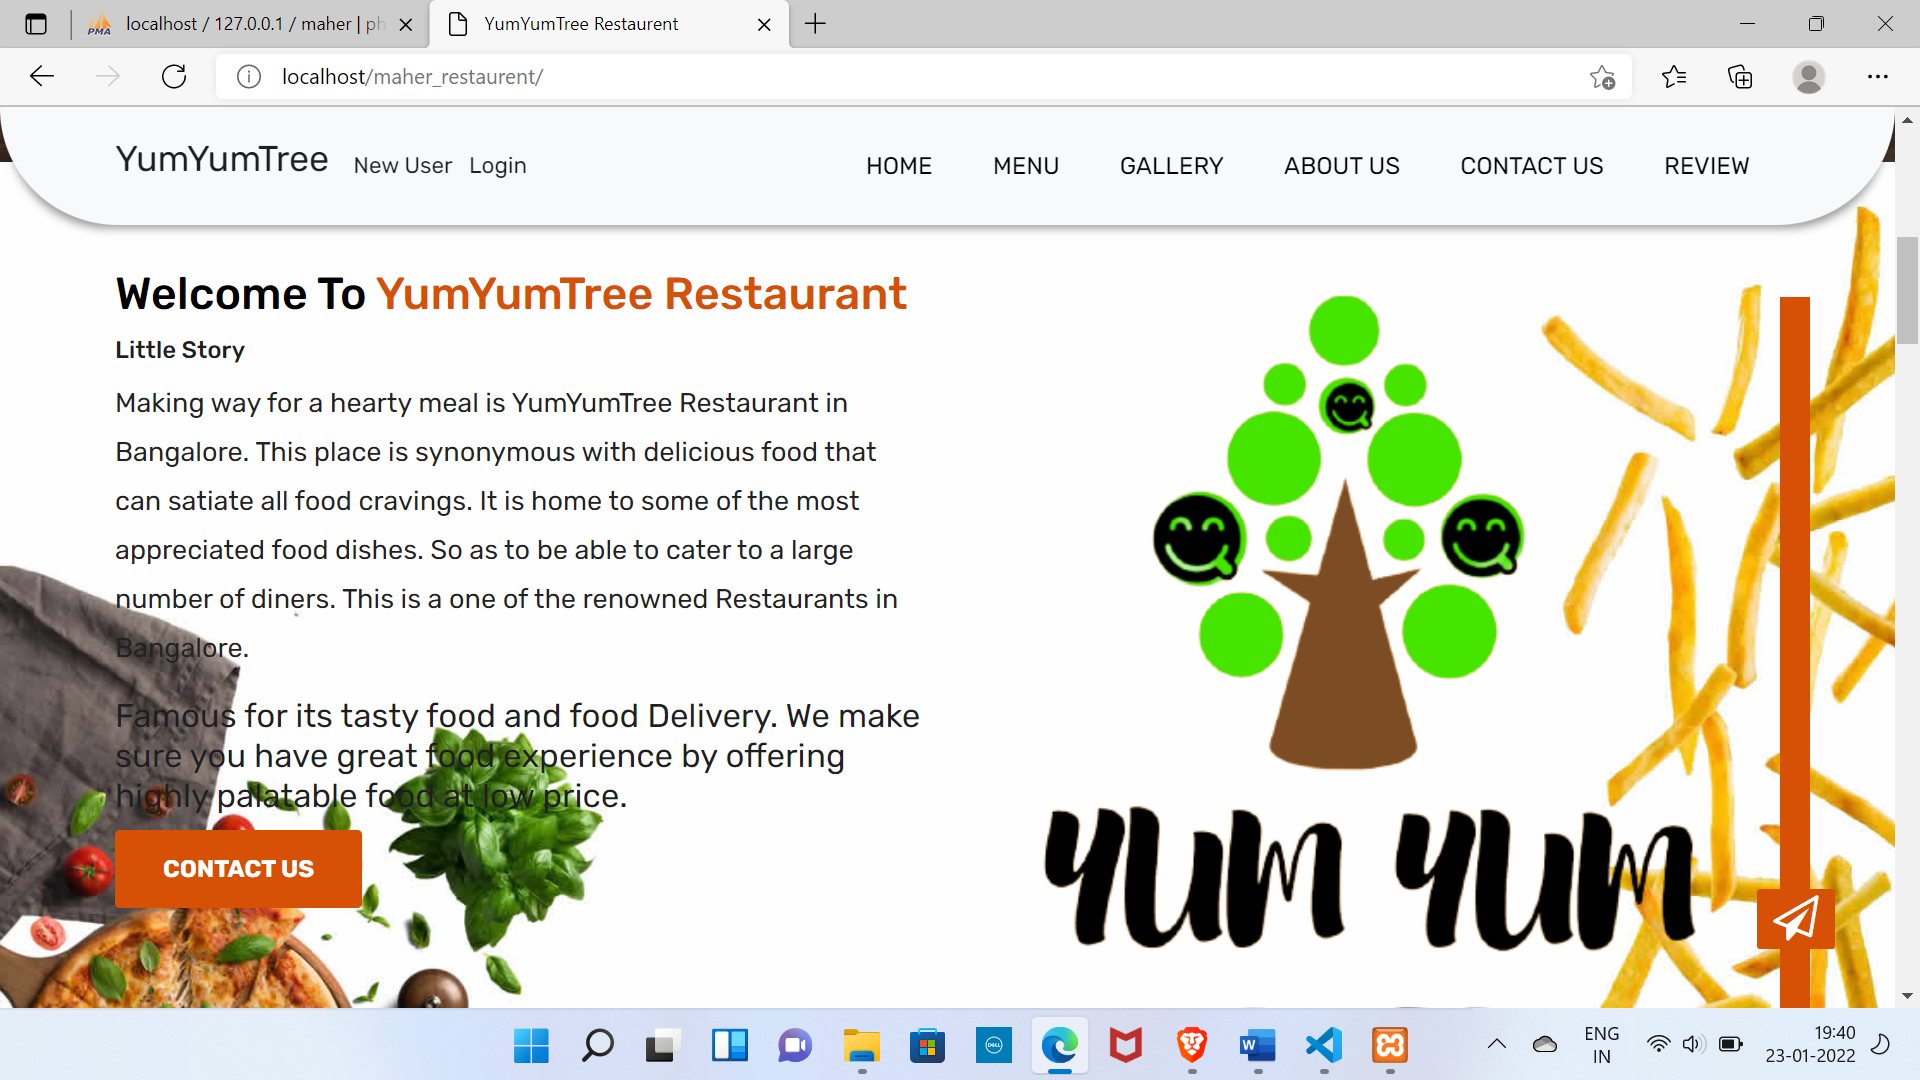 localhost / 127.0.0.1 / maher | ph
YumYumTree Restaurent
localhost/maher_restaurent/
YumYumTree New User Login HOME MENU GALLERY ABOUT US CONTACT US REVIEW
Welcome To YumYumTree Restaurant
Little Story
Making way for a hearty meal is YumYumTree Restaurant in
Bangalore. This place is synonymous with delicious food that
can satiate all food cravings. It is home to some of the most
appreciated food dishes. So as to be able to cater to a large
number of diners. This is a one of the renowned Restaurants in
Bangalore.
Famous for its tasty food and food Delivery. We make
sure you have great food experience by offering
highly palatable food at low price.
CONTACT US
YUM YUM
PMA
DELL
W
ENG
IN
19:40
23-01-2022